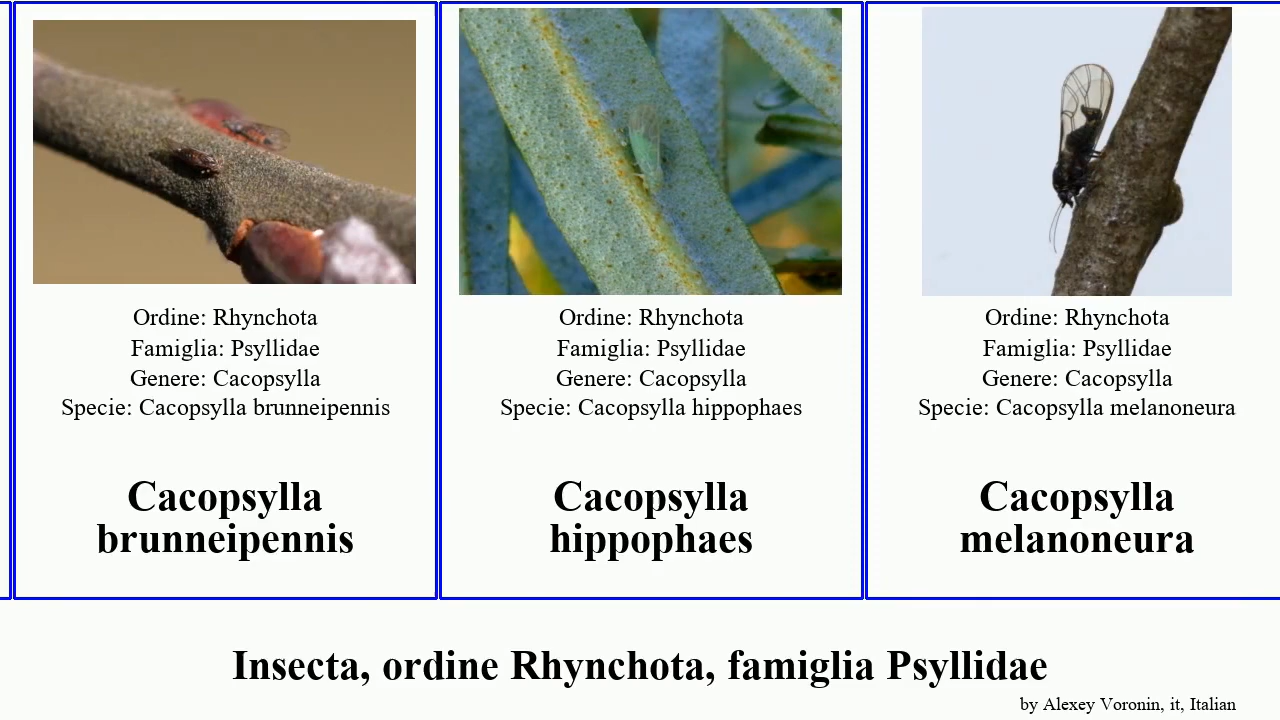 Ordine: Rhynchota
Famiglia: Psyllidae
Genere: Cacopsylla
Specie: Cacopsylla brunneipennis
Cacopsylla
brunneipennis
Ordine: Rhynchota
Famiglia: Psyllidae
Genere: Cacopsylla
Specie: Cacopsylla hippophaes
Cacopsylla
hippophaes
Ordine: Rhynchota
Famiglia: Psyllidae
Genere: Cacopsylla
Specie: Cacopsylla melanoneura
Cacopsylla
melanoneura
Insecta, ordine Rhynchota, famiglia Psyllidae
by Alexey Voronin, it, Italian